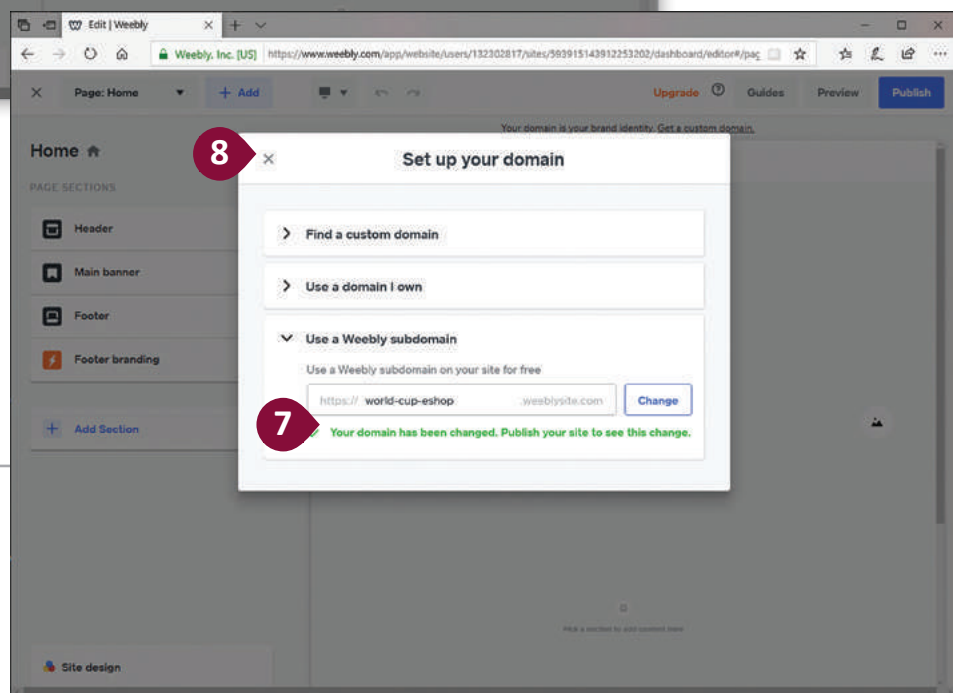 Edit | Weebly
Weebly, Inc. [US] https://www.weebly.com/app/website/users/132302817/sites/593915143912253202/dashboard/editor#/pag
Page: Home + Add Upgrade Guides Preview Publish
Your domain is your brand identity. Get a custom domain.
Home
8 Set up your domain
PAGE SECTIONS
Header
Find a custom domain
Main banner
Use a domain I own
Footer
Use a Weebly subdomain
Footer branding
Use a Weebly subdomain on your site for free
https:// world-cup-eshop .weeblysite.com Change
+ Add Section
7 Your domain has been changed. Publish your site to see this change.
Site design